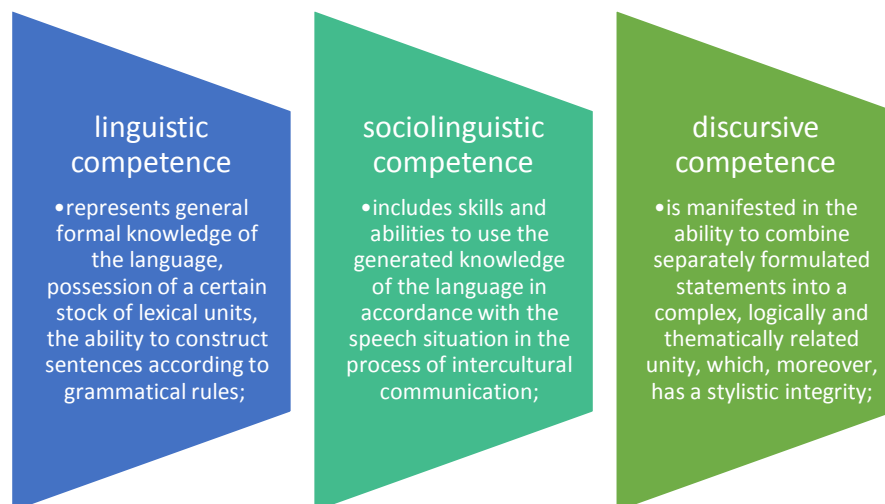 linguistic
competence
•represents general
formal knowledge of
the language,
possession of a certain
stock of lexical units,
the ability to construct
sentences according to
grammatical rules;
sociolinguistic
competence
•includes skills and
abilities to use the
generated knowledge
of the language in
accordance with the
speech situation in the
process of intercultural
communication;
discursive
competence
•is manifested in the
ability to combine
separately formulated
statements into a
complex, logically and
thematically related
unity, which, moreover,
has a stylistic integrity;